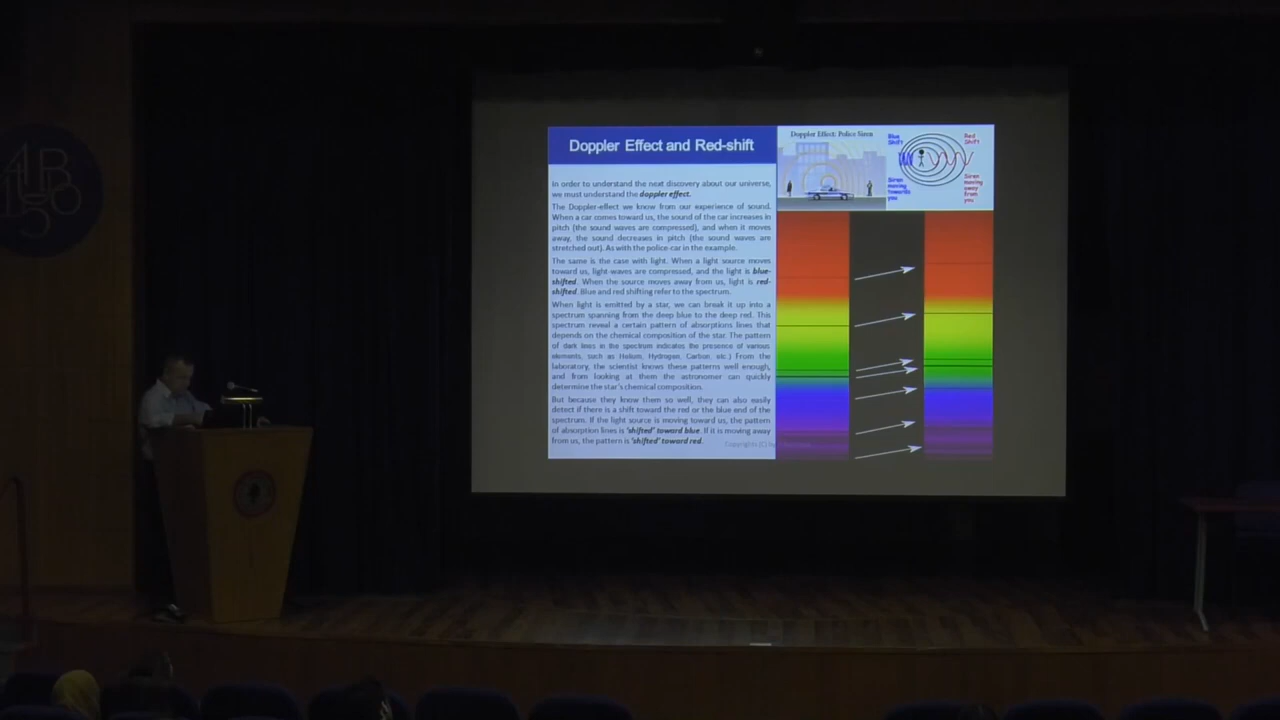 Doppler Effect and Red-shift
In order to understand the next discovery about our universe,
we must understand the doppler effect.
The Doppler-effect we know from our experience of sound.
When a car comes toward us, the sound of the car increases in
pitch (the sound waves are compressed), and when it moves
away, the sound decreases in pitch (the sound waves are
stretched out). As with the police-car in the example.
The same is the case with light. When a light source moves
toward us, light-waves are compressed, and the light is blue-
shifted. When the source moves away from us, light is red-
shifted. Blue and red shifting refer to the spectrum.
When light is emitted by a star, we can break it up into a
spectrum spanning from the deep blue to the deep red. This
spectrum reveal a certain pattern of absorptions lines that
depends on the chemical composition of the star. The pattern
of dark lines in the spectrum indicates the presence of various
elements, such as Helium, Hydrogen, Carbon, etc.) From the
laboratory, the scientist knows these patterns well enough,
and from looking at them the astronomer can quickly
determine the star's chemical composition.
But because they know them so well, they can also easily
detect if there is a shift toward the red or the blue end of the
spectrum. If the light source is moving toward us, the pattern
of absorption lines is 'shifted' toward blue. If it is moving away
from us, the pattern is 'shifted' toward red.
Copyrights (C) by
Doppler Effect: Police Siren
Blue
Shift
Red
Shift
Siren
moving
towards
you
Siren
moving
away
from
you
AUB
150